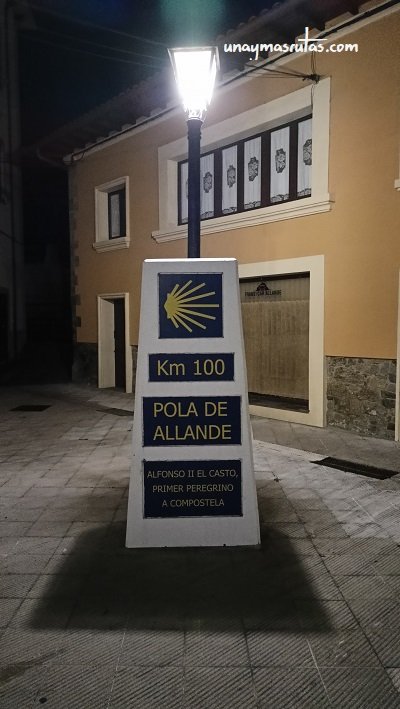 unaymasrutas.com
Km 100
POLA DE
ALLANDE
ALFONSO II EL CASTO,
PRIMER PEREGRINO
A COMPOSTELA